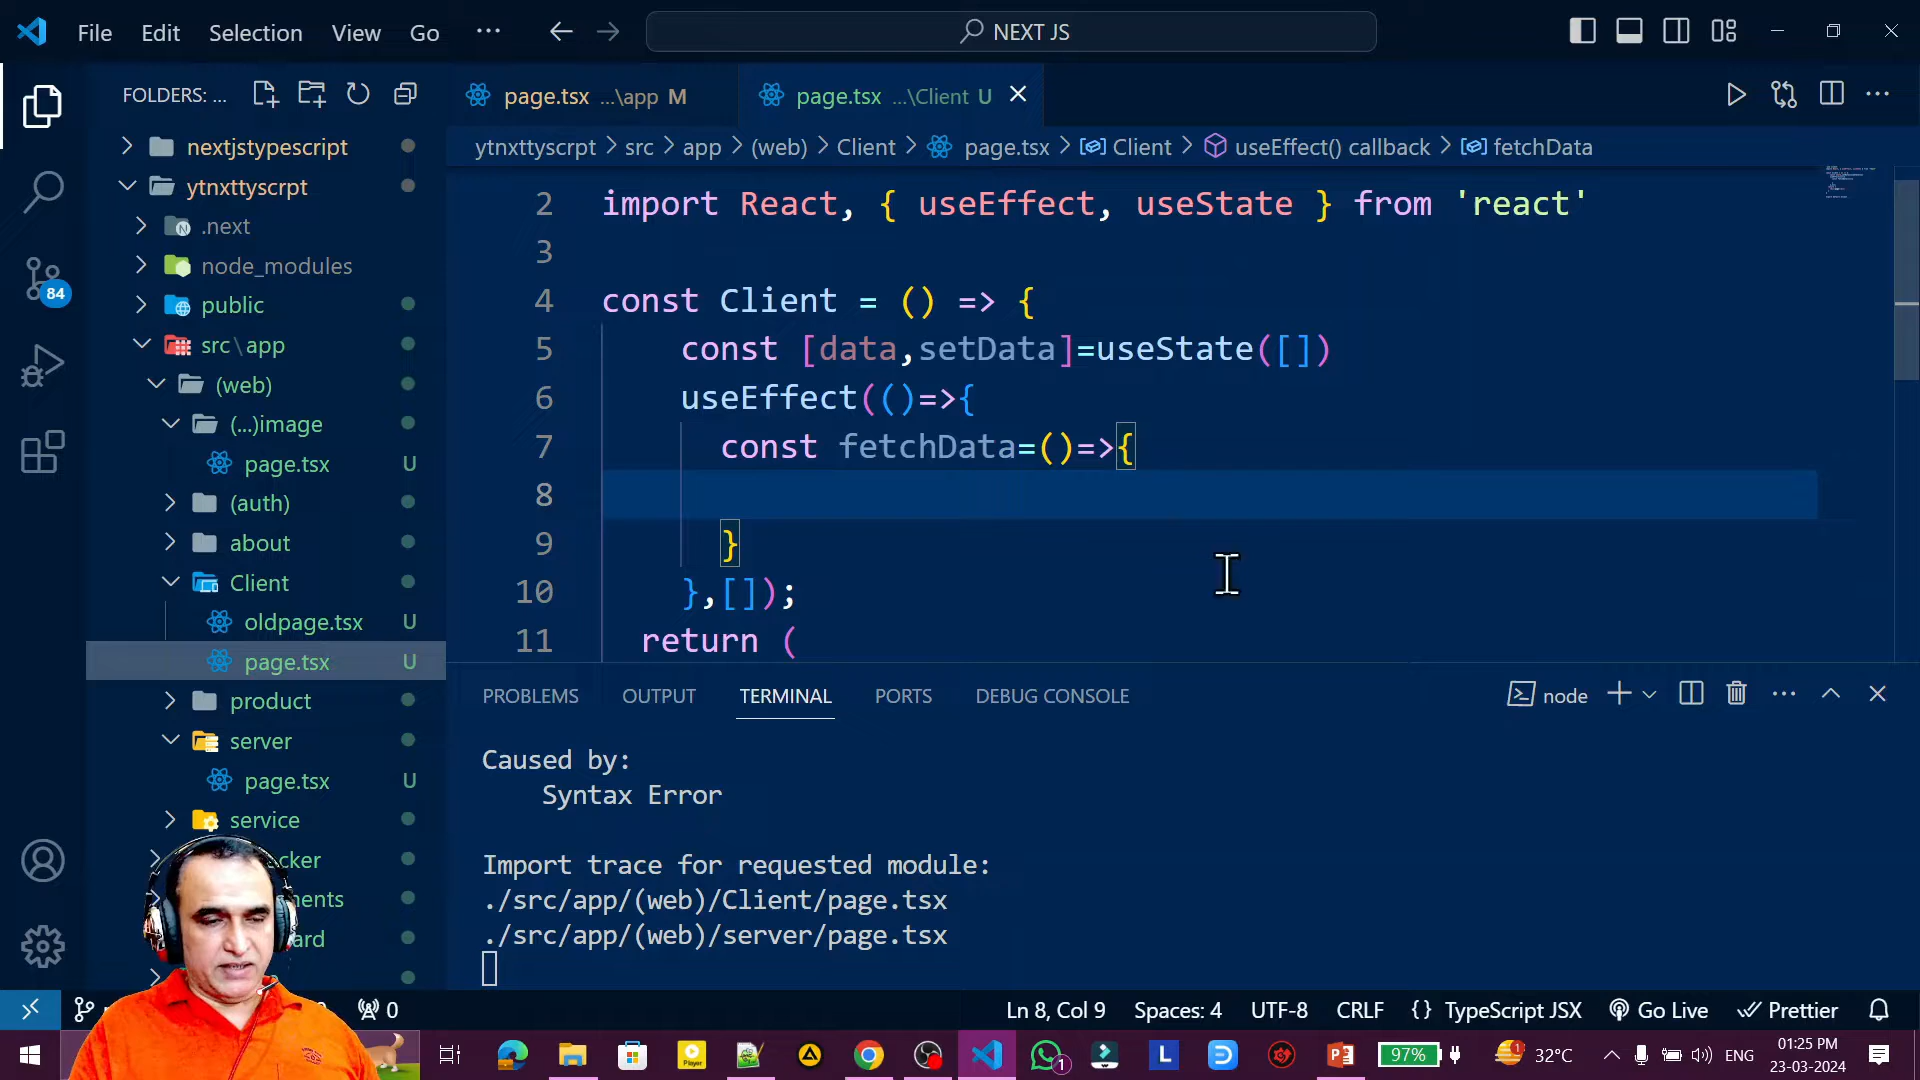 File Edit Selection View Go ··· NEXT JS
FOLDERS: ...
page.tsx ...\app M
page.tsx ...\Client U
ytnxttyscrpt > src > app > (web) > Client > page.tsx > Client > useEffect() callback > fetchData
nextjstypescript
ytnxttyscrpt
.next
node_modules
public
src\app
(web)
(...)image
page.tsx U
(auth)
about
Client
oldpage.tsx U
page.tsx U
product
server
page.tsx U
service
cker
nents
ard
84
2 import React, { useEffect, useState } from 'react'
3
4 const Client = () => {
5 const [data,setData]=useState([])
6 useEffect(()=>{
7 const fetchData=()=>{
8
9 }
10 },[]);
11 return (
PROBLEMS OUTPUT TERMINAL PORTS DEBUG CONSOLE
node
Caused by:
Syntax Error
Import trace for requested module:
./src/app/(web)/Client/page.tsx
./src/app/(web)/server/page.tsx
0
Ln 8, Col 9 Spaces: 4 UTF-8 CRLF {} TypeScript JSX Go Live Prettier
Player
L
1
97%
1
32°C
ENG
01:25 PM
23-03-2024